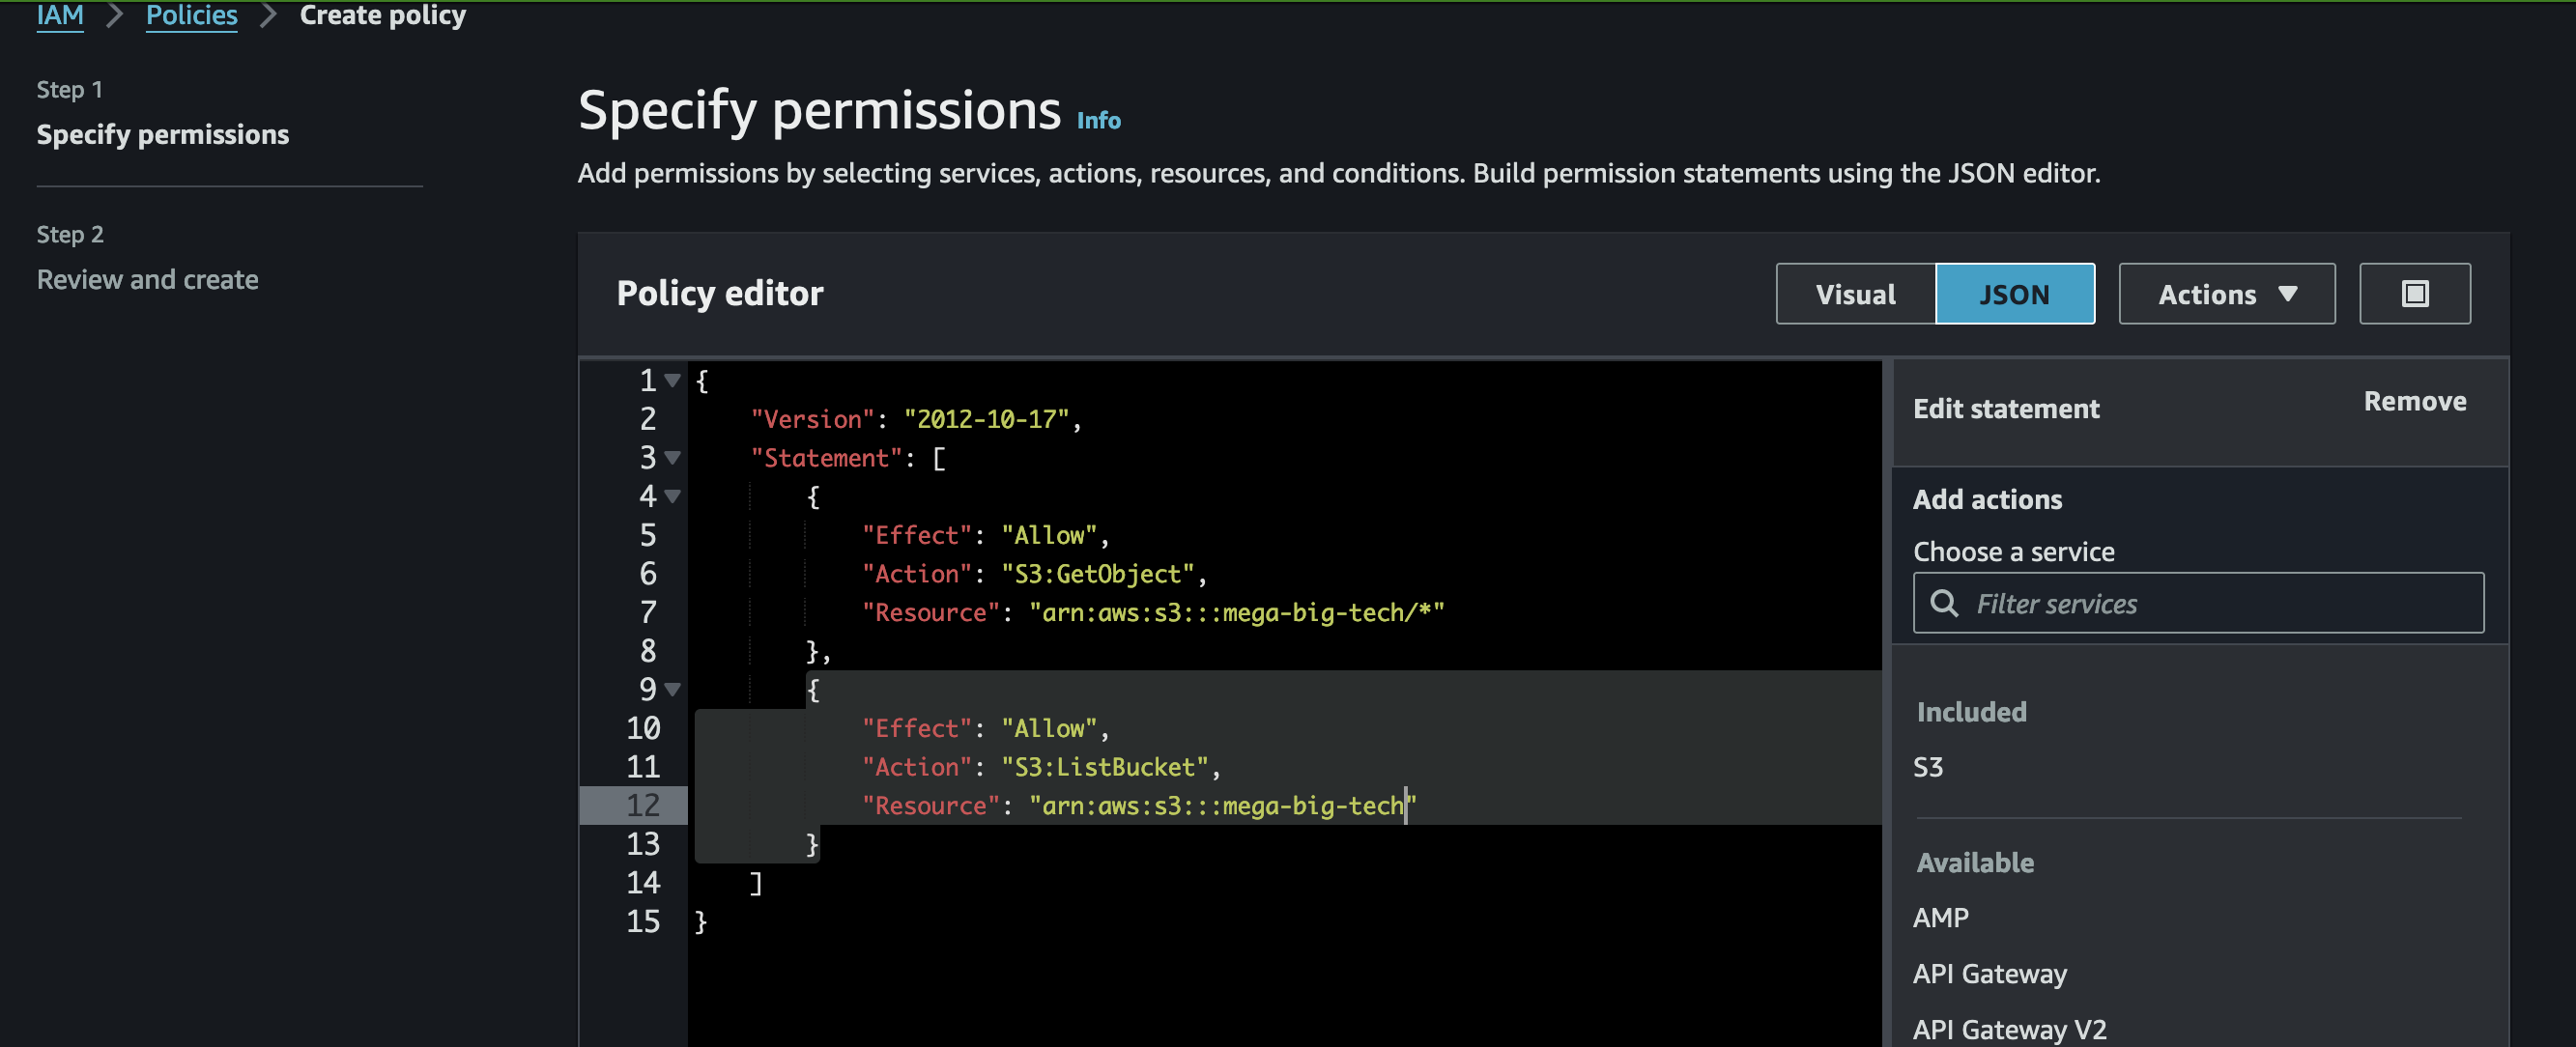 IAM > Policies > Create policy
Step 1
Specify permissions
Step 2
Review and create
Specify permissions Info
Add permissions by selecting services, actions, resources, and conditions. Build permission statements using the JSON editor.
Policy editor
Visual JSON Actions
1 {
2 "Version": "2012-10-17",
3 "Statement": [
4 {
5 "Effect": "Allow",
6 "Action": "S3:GetObject",
7 "Resource": "arn:aws:s3:::mega-big-tech/*"
8 },
9 {
10 "Effect": "Allow",
11 "Action": "S3:ListBucket",
12 "Resource": "arn:aws:s3:::mega-big-tech"
13 }
14 ]
15 }
Edit statement Remove
Add actions
Choose a service
Filter services
Included
S3
Available
AMP
API Gateway
API Gateway V2